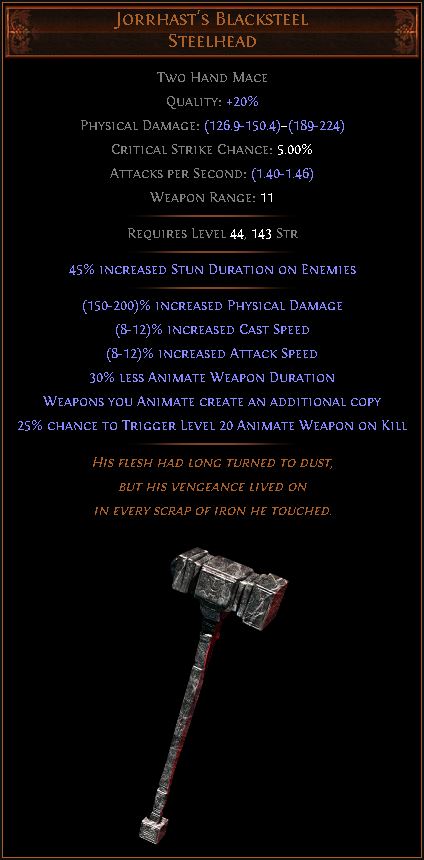 Jorrhast's Blacksteel
Steelhead
Two Hand Mace
Quality: +20%
Physical Damage: (126.9-150.4)–(189-224)
Critical Strike Chance: 5.00%
Attacks per Second: (1.40-1.46)
Weapon Range: 11
Requires Level 44, 143 Str
45% increased Stun Duration on Enemies
(150-200)% increased Physical Damage
(8-12)% increased Cast Speed
(8-12)% increased Attack Speed
30% less Animate Weapon Duration
Weapons you Animate create an additional copy
25% chance to Trigger Level 20 Animate Weapon on Kill
His flesh had long turned to dust,
but his vengeance lived on
in every scrap of iron he touched.